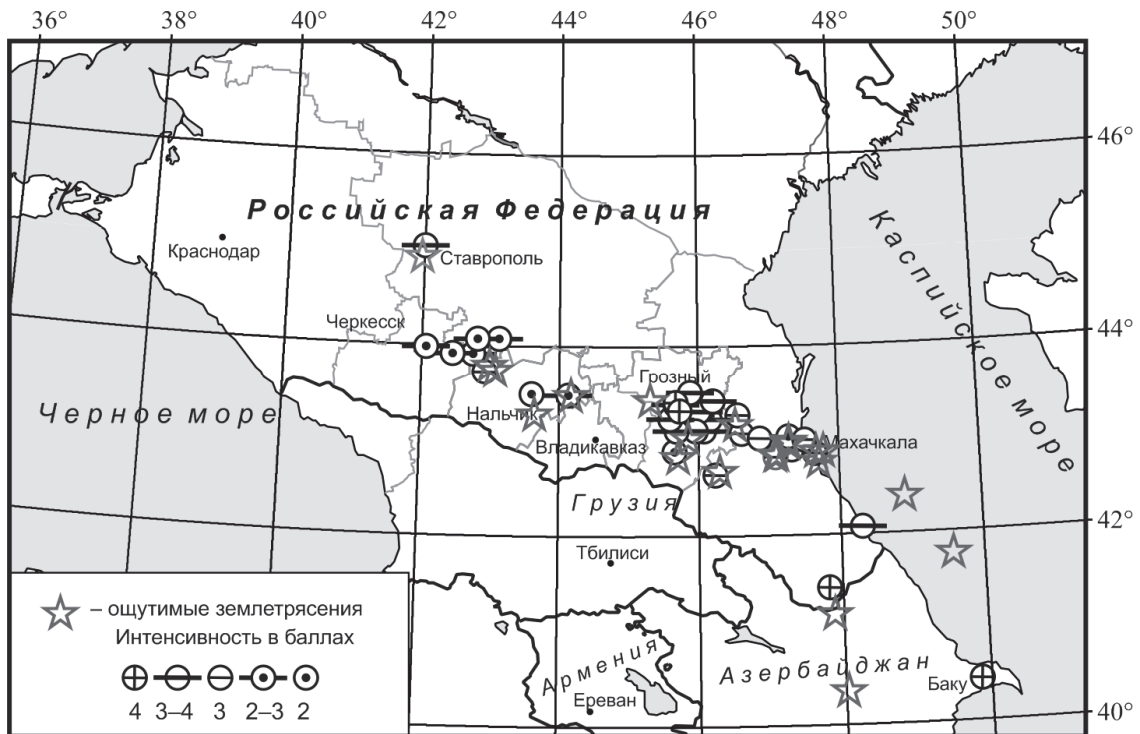 36° 38° 40° 42° 44° 46° 48° 50°
46°
Российская Федерация
Краснодар
Ставрополь
Каспийское море
Черкесск
44°
Грозный
Черное море
Нальчик
Владикавказ
Махачкала
Грузия
42°
Тбилиси
– ощутимые землетрясения
Интенсивность в баллах
4 3–4 3 2–3 2
Армения
Азербайджан
Баку
Ереван
40°